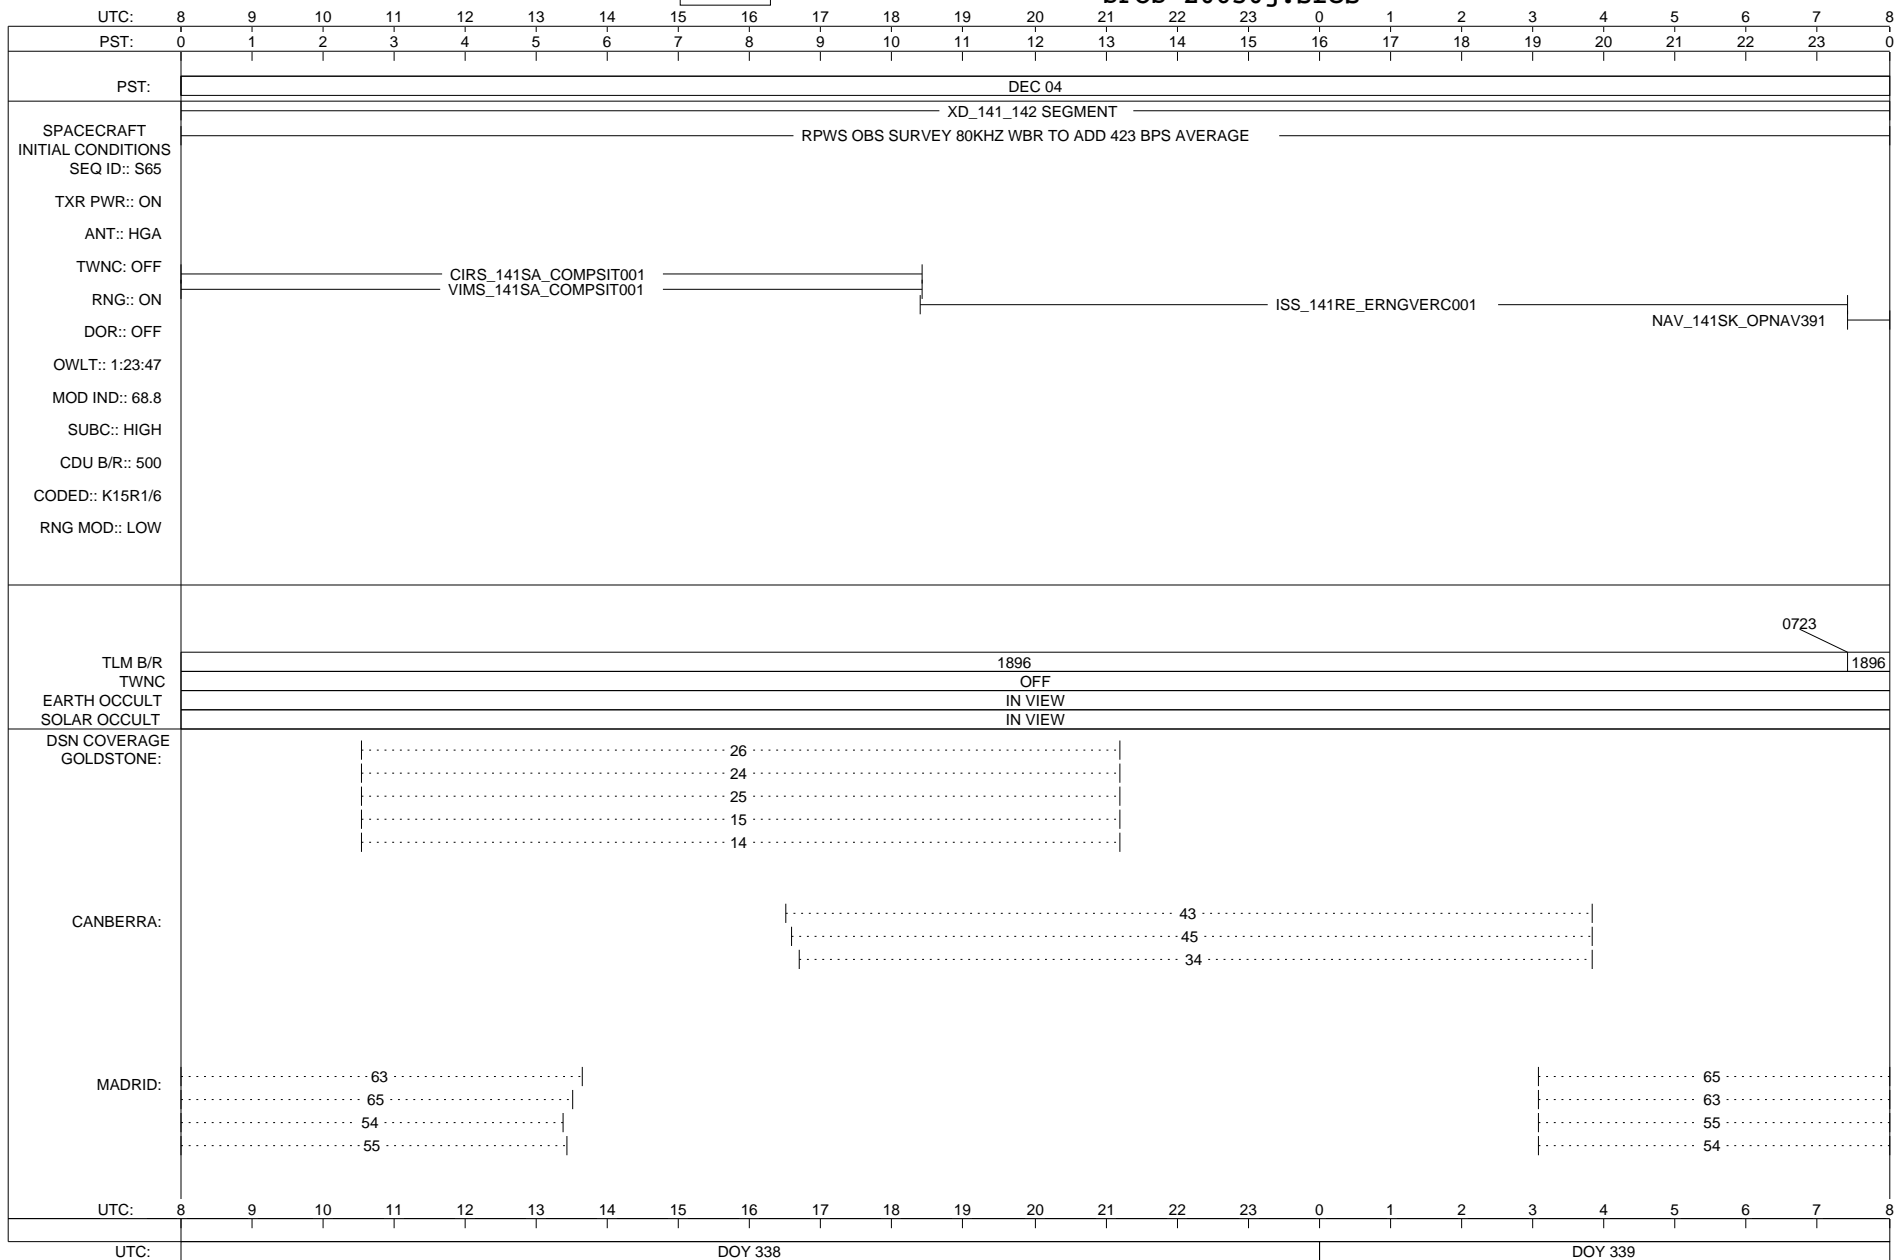 UTC: 8 9 10 11 12 13 14 15 16 17 18 19 20 21 22 23 0 1 2 3 4 5 6 7 8
PST: 0 1 2 3 4 5 6 7 8 9 10 11 12 13 14 15 16 17 18 19 20 21 22 23 0
PST: DEC 04
XD_141_142 SEGMENT
SPACECRAFT
RPWS OBS SURVEY 80KHZ WBR TO ADD 423 BPS AVERAGE
INITIAL CONDITIONS
SEQ ID:: S65
TXR PWR:: ON
ANT:: HGA
TWNC: OFF
CIRS_141SA_COMPSIT001
VIMS_141SA_COMPSIT001
RNG:: ON
ISS_141RE_ERNGVERC001
NAV_141SK_OPNAV391
DOR:: OFF
OWLT:: 1:23:47
MOD IND:: 68.8
SUBC:: HIGH
CDU B/R:: 500
CODED:: K15R1/6
RNG MOD:: LOW
0723
TLM B/R 1896 1896
TWNC OFF
EARTH OCCULT IN VIEW
SOLAR OCCULT IN VIEW
DSN COVERAGE
GOLDSTONE: 26
24
25
15
14
CANBERRA: 43
45
34
MADRID: 63 65
65 63
54 55
55 54
UTC: 8 9 10 11 12 13 14 15 16 17 18 19 20 21 22 23 0 1 2 3 4 5 6 7 8
UTC: DOY 338 DOY 339